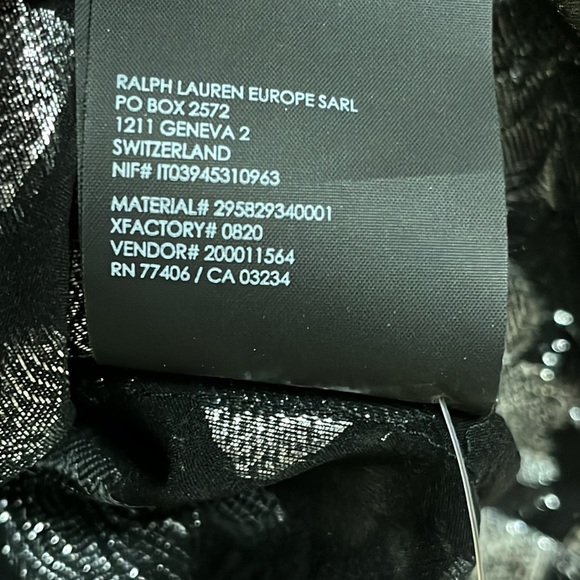 RALPH LAUREN EUROPE SARL
PO BOX 2572
1211 GENEVA 2
SWITZERLAND
NIF# IT03945310963
MATERIAL# 295829340001
XFACTORY# 0820
VENDOR# 200011564
RN 77406 / CA 03234